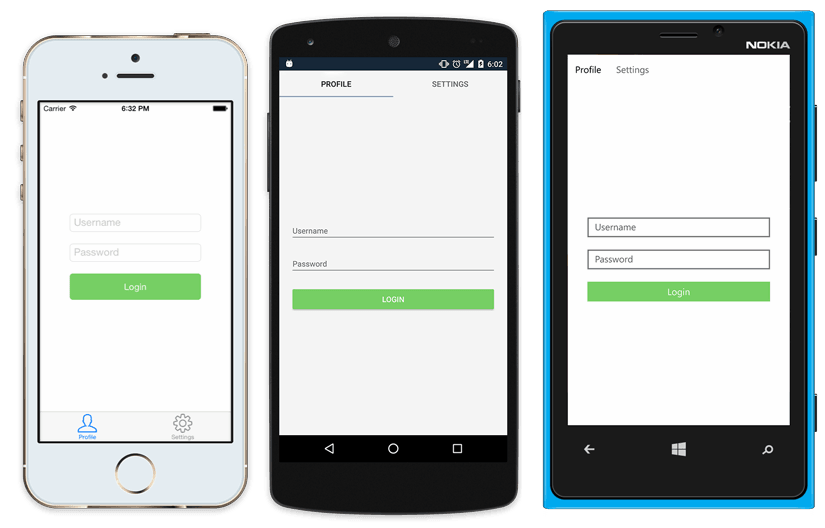 Carrier 6:32 PM
Username
Password
Login
Profile
Settings
6:02
PROFILE SETTINGS
Username
Password
LOGIN
NOKIA
Profile Settings
Username
Password
Login